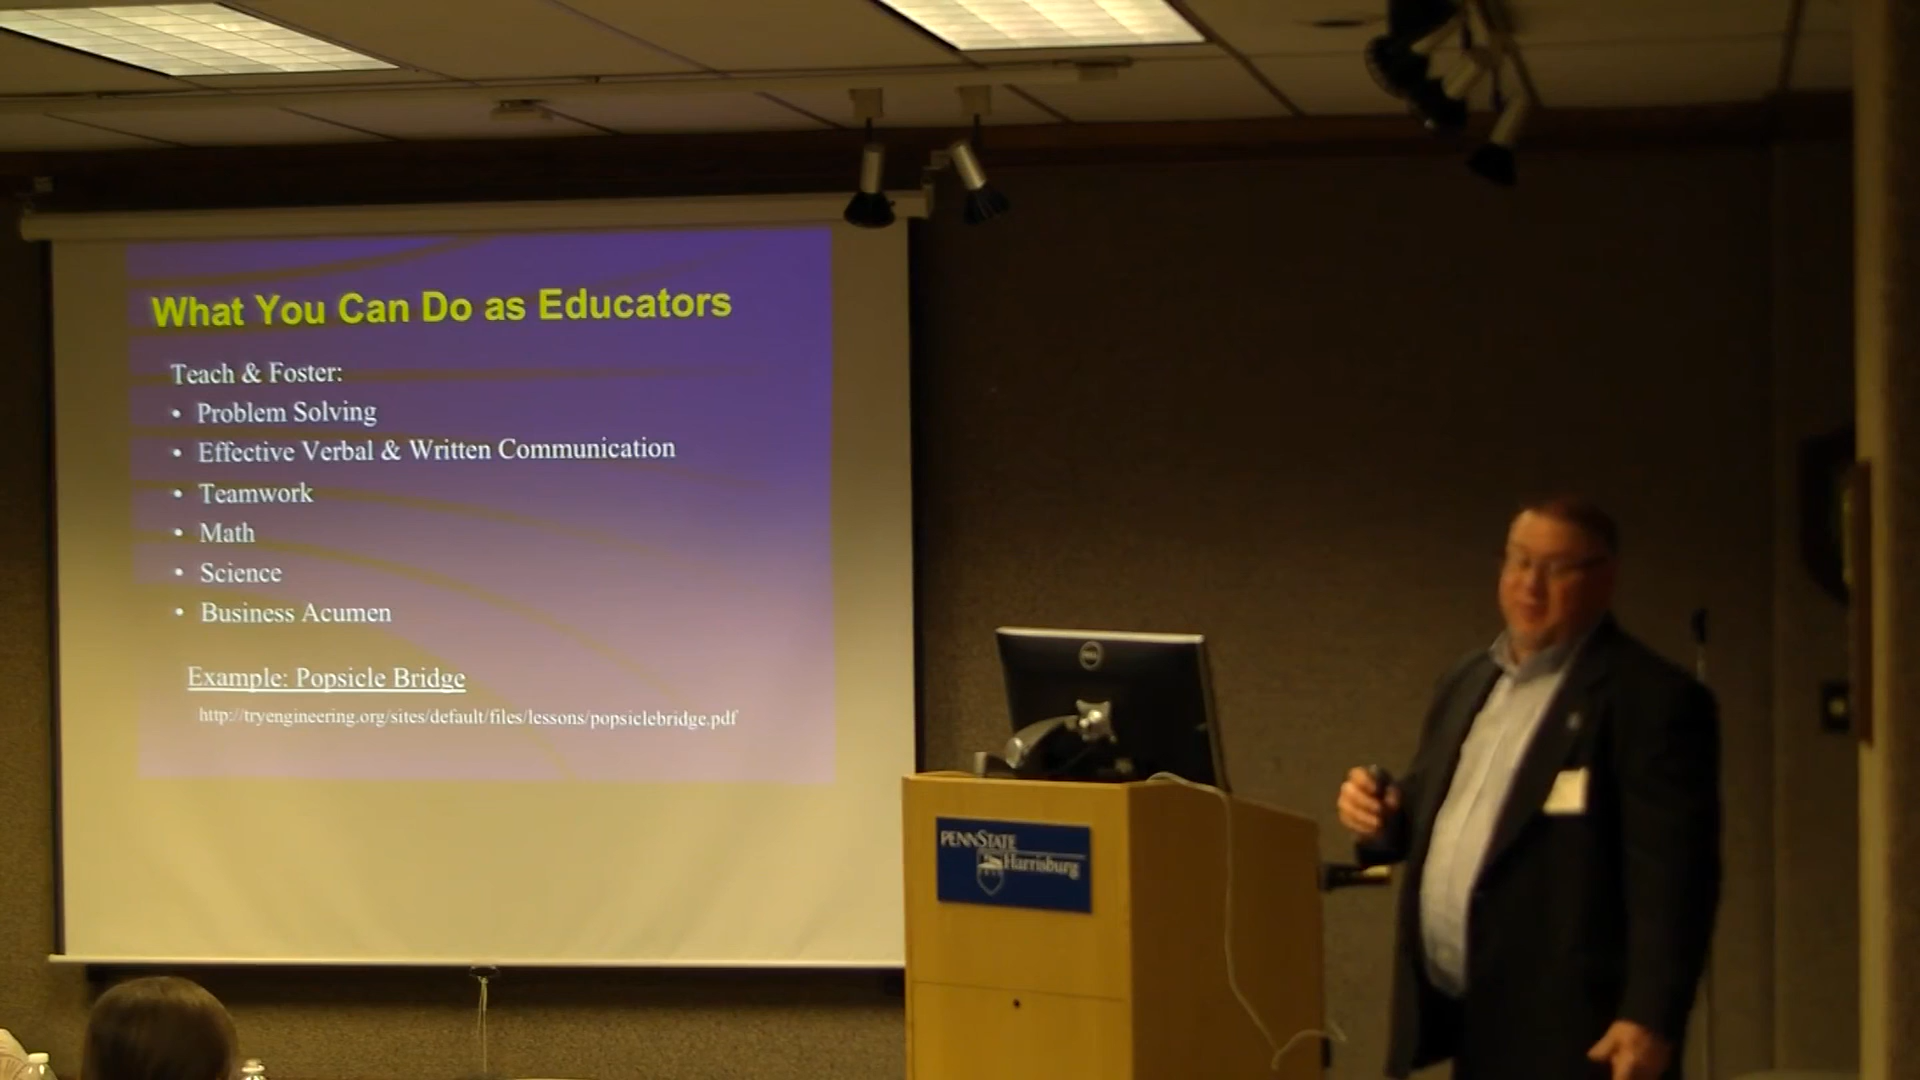 What You Can Do as Educators
Teach & Foster:
• Problem Solving
• Effective Verbal & Written Communication
• Teamwork
• Math
• Science
• Business Acumen
Example: Popsicle Bridge
http://tryengineering.org/sites/default/files/lessons/popsiclebridge.pdf
DELL
PENNSTATE
Harrisburg